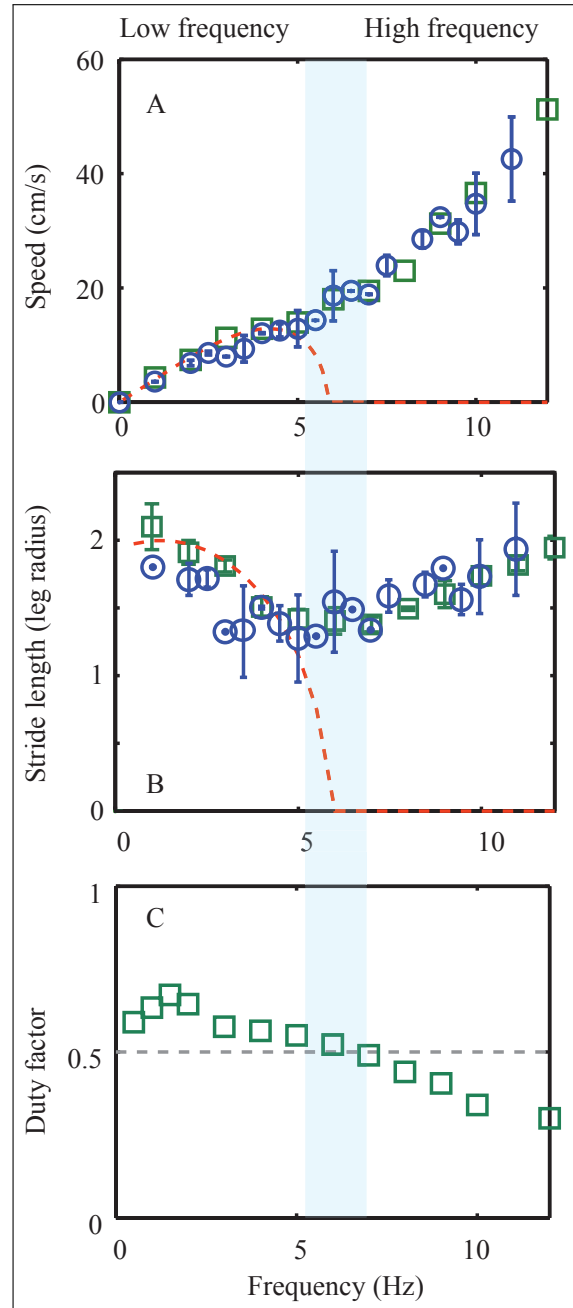 Low frequency High frequency
60
A
40
Speed (cm/s)
20
0
0 5 10
2
Stride length (leg radius)
1
B
0
0 5 10
1
C
Duty factor
0.5
0
0 5 10
Frequency (Hz)